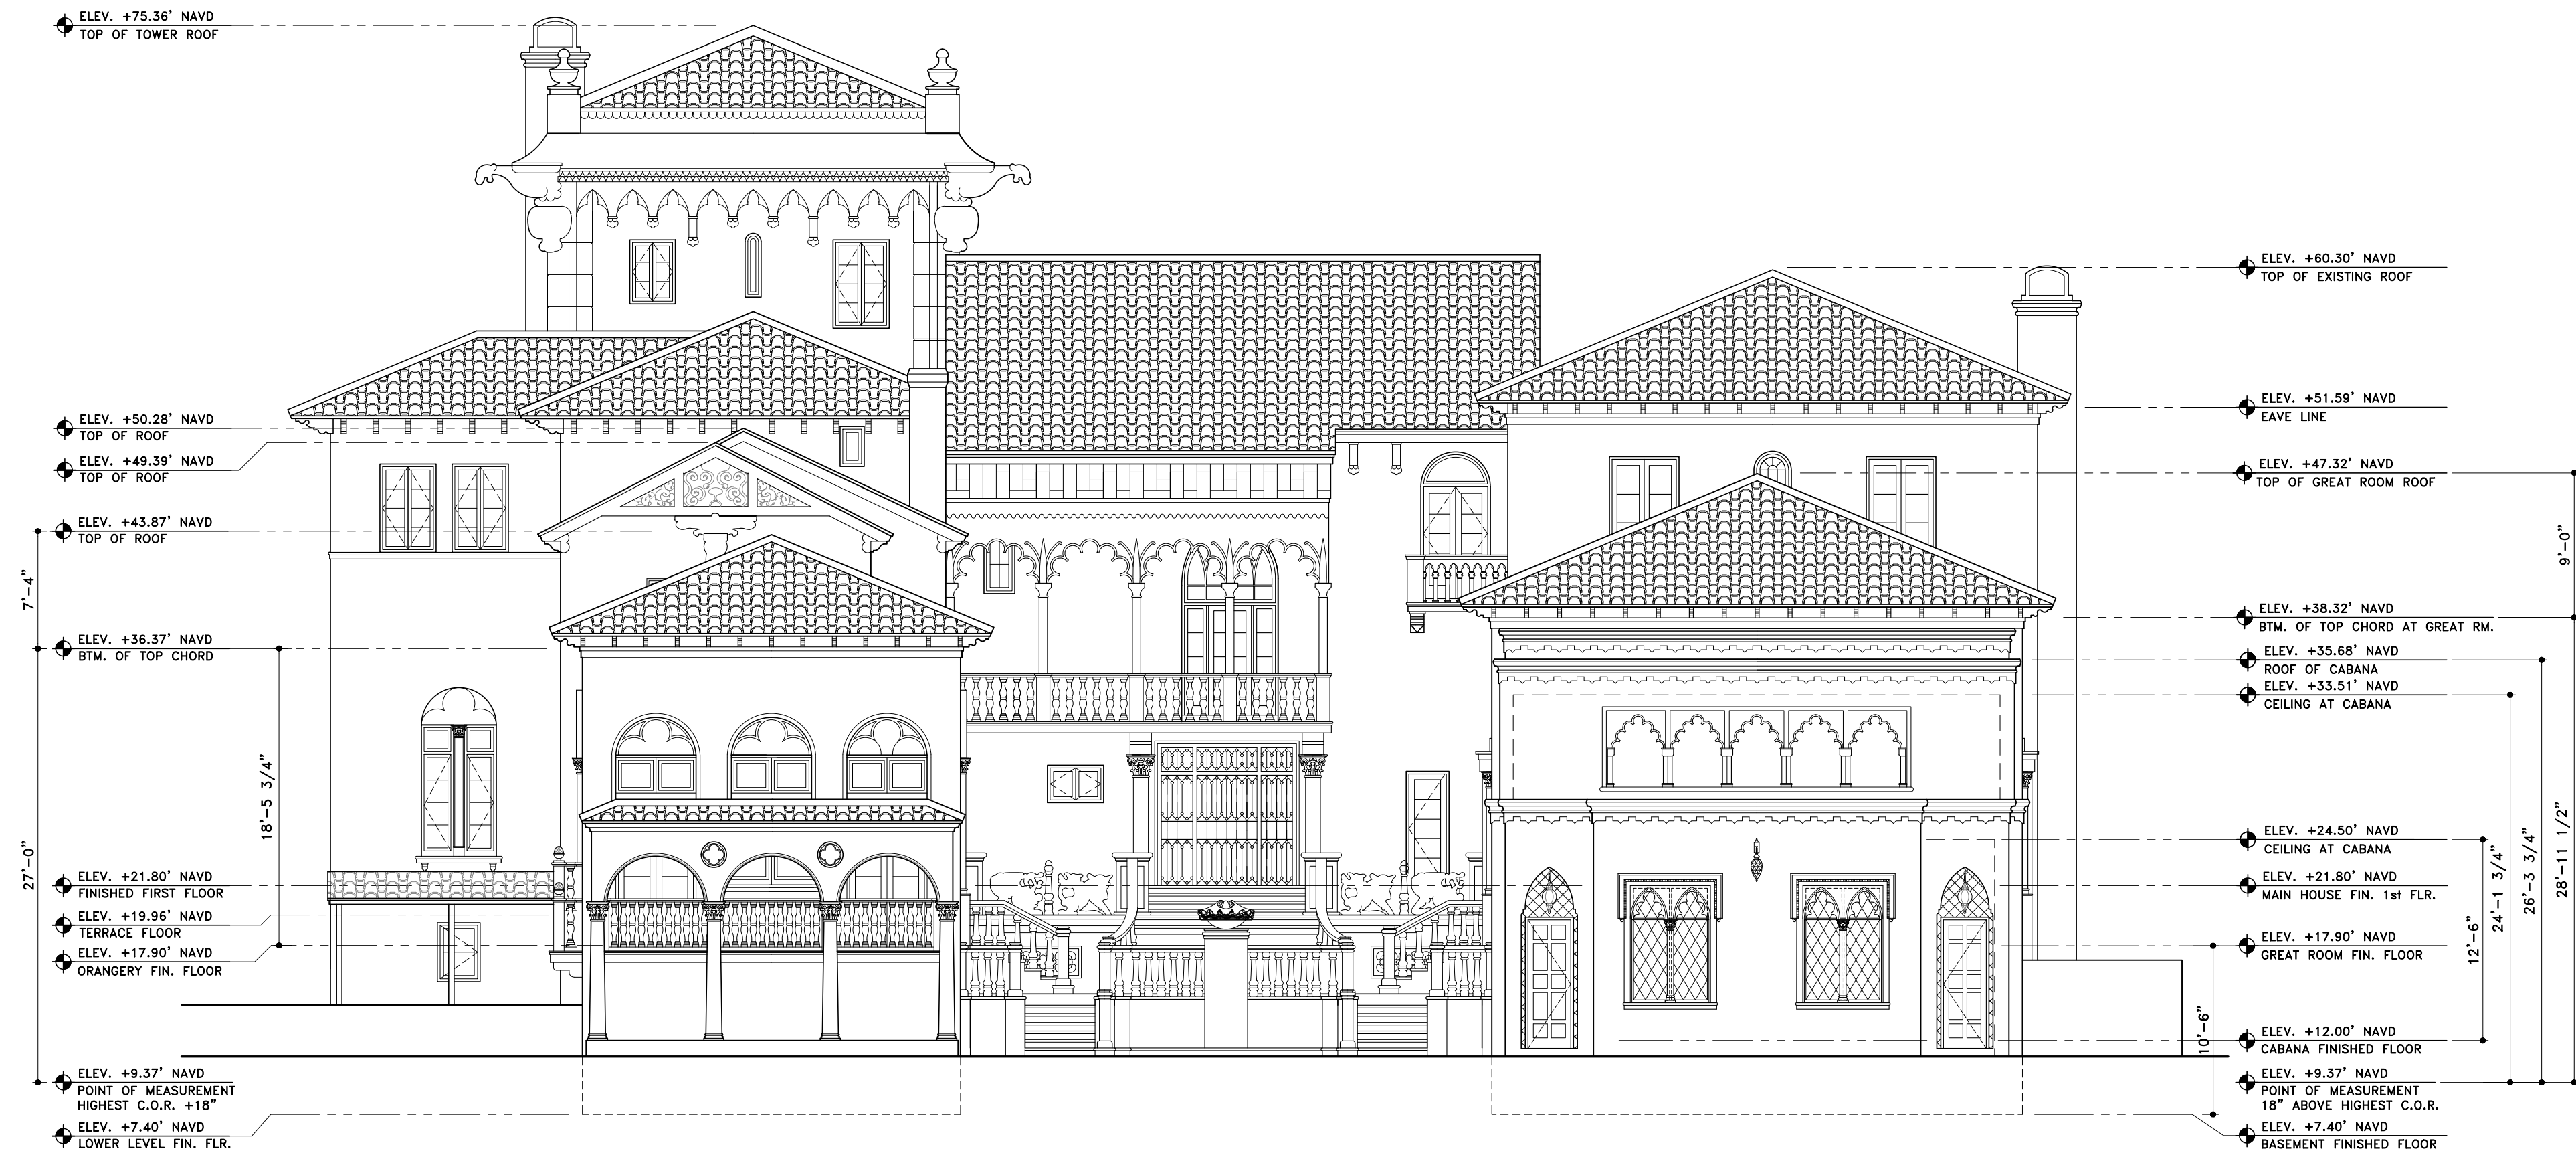 ELEV. +75.36' NAVD
TOP OF TOWER ROOF
ELEV. +50.28' NAVD
TOP OF ROOF
ELEV. +49.39' NAVD
TOP OF ROOF
ELEV. +43.87' NAVD
TOP OF ROOF
7'-4"
ELEV. +36.37' NAVD
BTM. OF TOP CHORD
18'-5 3/4"
27'-0"
ELEV. +21.80' NAVD
FINISHED FIRST FLOOR
ELEV. +19.96' NAVD
TERRACE FLOOR
ELEV. +17.90' NAVD
ORANGERY FIN. FLOOR
ELEV. +9.37' NAVD
POINT OF MEASUREMENT
HIGHEST C.O.R. +18"
ELEV. +7.40' NAVD
LOWER LEVEL FIN. FLR.
ELEV. +60.30' NAVD
TOP OF EXISTING ROOF
ELEV. +51.59' NAVD
EAVE LINE
ELEV. +47.32' NAVD
TOP OF GREAT ROOM ROOF
9'-0"
ELEV. +38.32' NAVD
BTM. OF TOP CHORD AT GREAT RM.
ELEV. +35.68' NAVD
ROOF OF CABANA
ELEV. +33.51' NAVD
CEILING AT CABANA
ELEV. +24.50' NAVD
CEILING AT CABANA
ELEV. +21.80' NAVD
MAIN HOUSE FIN. 1st FLR.
12'-6"
24'-1 3/4"
26'-3 3/4"
28'-11 1/2"
ELEV. +17.90' NAVD
GREAT ROOM FIN. FLOOR
10'-6"
ELEV. +12.00' NAVD
CABANA FINISHED FLOOR
ELEV. +9.37' NAVD
POINT OF MEASUREMENT
18" ABOVE HIGHEST C.O.R.
ELEV. +7.40' NAVD
BASEMENT FINISHED FLOOR